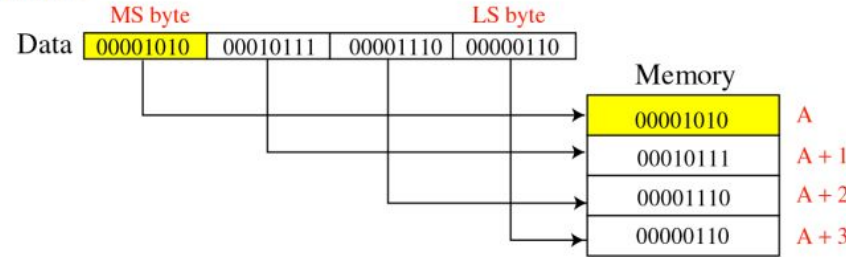 MS byte LS byte
Data 00001010 00010111 00001110 00000110
Memory
00001010 A
00010111 A + 1
00001110 A + 2
00000110 A + 3